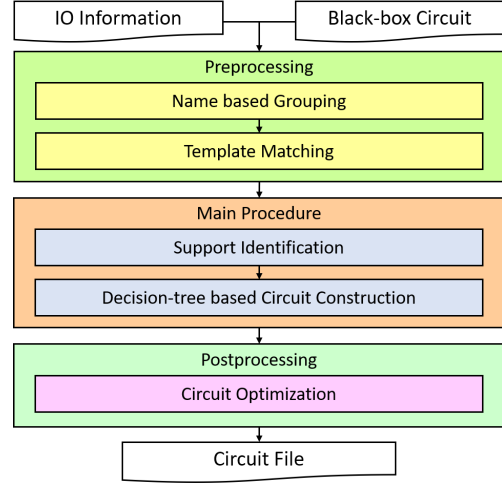 IO Information
Black-box Circuit
Preprocessing
Name based Grouping
Template Matching
Main Procedure
Support Identification
Decision-tree based Circuit Construction
Postprocessing
Circuit Optimization
Circuit File